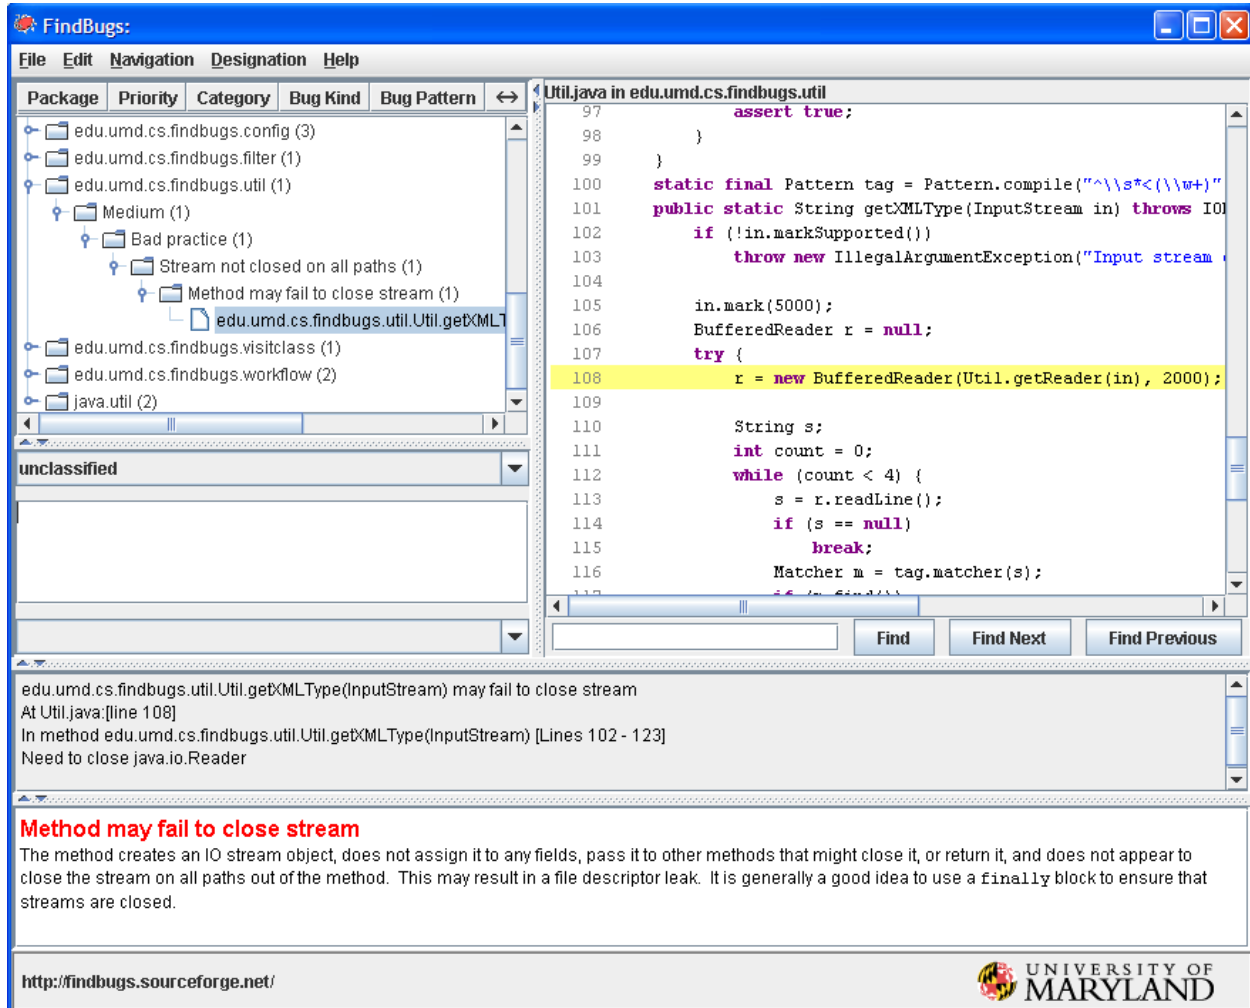 FindBugs:
File Edit Navigation Designation Help
Package Priority Category Bug Kind Bug Pattern
edu.umd.cs.findbugs.config (3)
edu.umd.cs.findbugs.filter (1)
edu.umd.cs.findbugs.util (1)
Medium (1)
Bad practice (1)
Stream not closed on all paths (1)
Method may fail to close stream (1)
edu.umd.cs.findbugs.util.Util.getXMLT
edu.umd.cs.findbugs.visitclass (1)
edu.umd.cs.findbugs.workflow (2)
java.util (2)
unclassified
Util.java in edu.umd.cs.findbugs.util
97 assert true;
98 }
99 }
100 static final Pattern tag = Pattern.compile("^\\s*<(\\w+)"
101 public static String getXMLType(InputStream in) throws IOE
102 if (!in.markSupported())
103 throw new IllegalArgumentException("Input stream
104
105 in.mark(5000);
106 BufferedReader r = null;
107 try {
108 r = new BufferedReader(Util.getReader(in), 2000);
109
110 String s;
111 int count = 0;
112 while (count < 4) {
113 s = r.readLine();
114 if (s == null)
115 break;
116 Matcher m = tag.matcher(s);
117 if (m.find())
Find Find Next Find Previous
edu.umd.cs.findbugs.util.Util.getXMLType(InputStream) may fail to close stream
At Util.java:[line 108]
In method edu.umd.cs.findbugs.util.Util.getXMLType(InputStream) [Lines 102 - 123]
Need to close java.io.Reader
Method may fail to close stream
The method creates an IO stream object, does not assign it to any fields, pass it to other methods that might close it, or return it, and does not appear to
close the stream on all paths out of the method. This may result in a file descriptor leak. It is generally a good idea to use a finally block to ensure that
streams are closed.
http://findbugs.sourceforge.net/
UNIVERSITY OF
MARYLAND